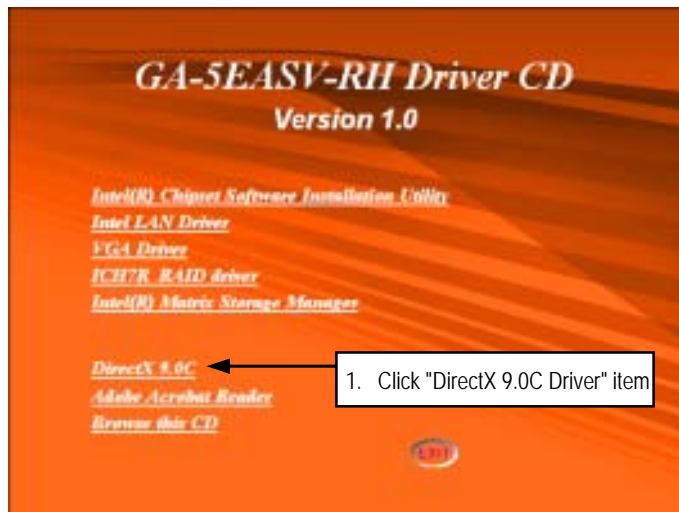 GA-5EASV-RH Driver CD
Version 1.0
Intel(R) Chipset Software Installation Utility
Intel LAN Driver
VGA Driver
ICH7R RAID driver
Intel(R) Matrix Storage Manager
DirectX 9.0C
1. Click "DirectX 9.0C Driver" item
Adobe Acrobat Reader
Browse this CD
EXIT